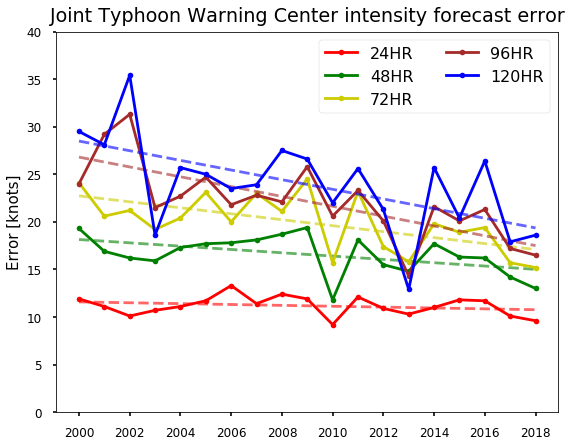 Joint Typhoon Warning Center intensity forecast error
24HR
48HR
72HR
96HR
120HR
Error [knots]
40
35
30
25
20
15
10
5
0
2000 2002 2004 2006 2008 2010 2012 2014 2016 2018